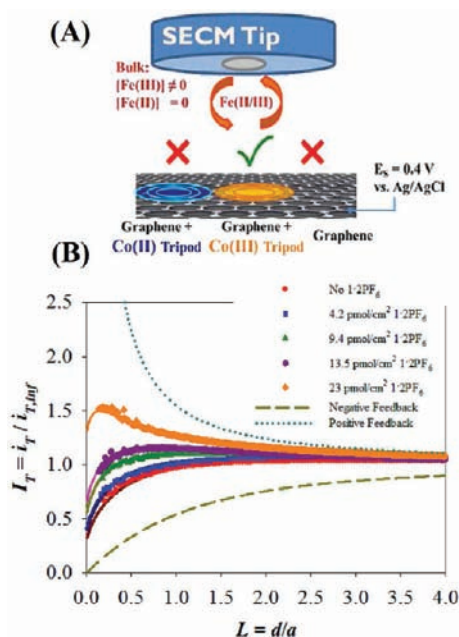 (A)
SECM Tip
Bulk:
[Fe(III)] ≠ 0
[Fe(II)] = 0
Fe(II/III)
E_s = 0.4 V
vs. Ag/AgCl
Graphene +
Co(II) Tripod
Graphene +
Co(III) Tripod
Graphene
(B)
2.5
2.0
1.5
1.0
0.5
0.0
I_T = i_T / i_T,Inf
No 1·2PF₆
4.2 pmol/cm² 1·2PF₆
9.4 pmol/cm² 1·2PF₆
13.5 pmol/cm² 1·2PF₆
23 pmol/cm² 1·2PF₆
Negative Feedback
Positive Feedback
0.0 0.5 1.0 1.5 2.0 2.5 3.0 3.5 4.0
L = d/a